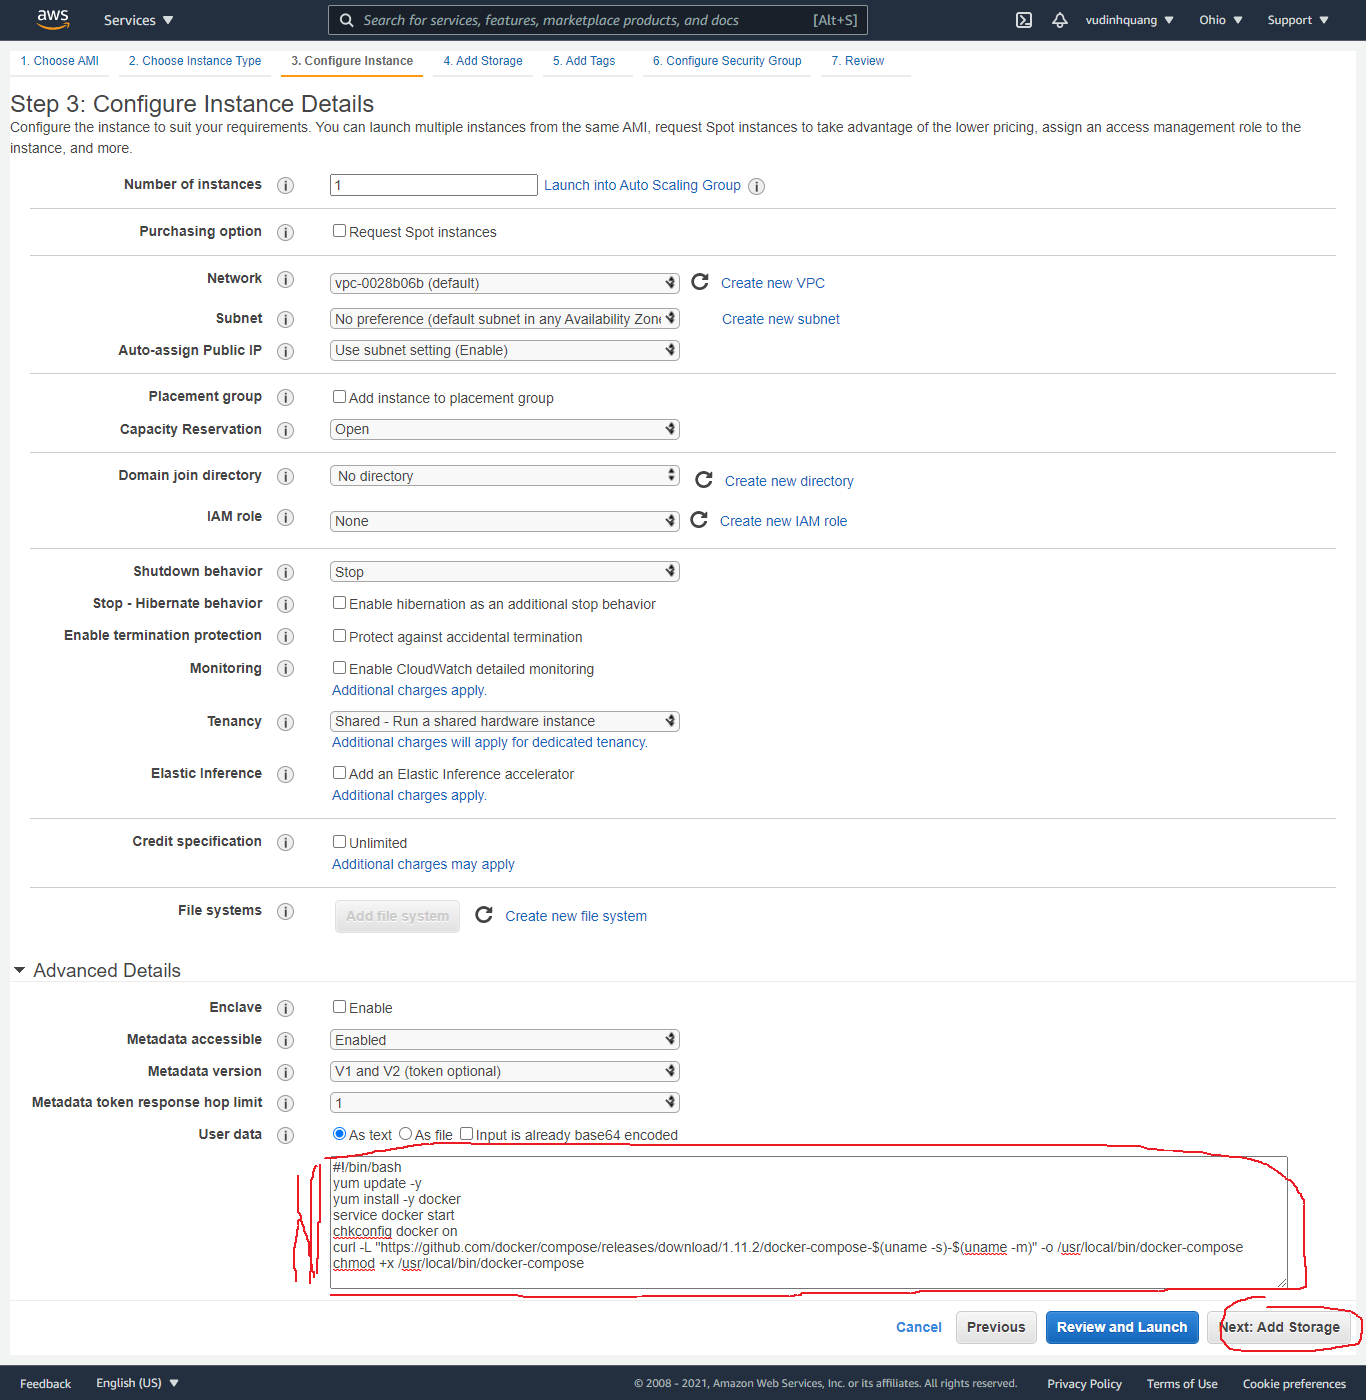 aws
Services
Search for services, features, marketplace products, and docs [Alt+S]
vudinhquang
Ohio
Support
1. Choose AMI
2. Choose Instance Type
3. Configure Instance
4. Add Storage
5. Add Tags
6. Configure Security Group
7. Review
Step 3: Configure Instance Details
Configure the instance to suit your requirements. You can launch multiple instances from the same AMI, request Spot instances to take advantage of the lower pricing, assign an access management role to the
instance, and more.
Number of instances 1 Launch into Auto Scaling Group
Purchasing option Request Spot instances
Network vpc-0028b06b (default) Create new VPC
Subnet No preference (default subnet in any Availability Zone Create new subnet
Auto-assign Public IP Use subnet setting (Enable)
Placement group Add instance to placement group
Capacity Reservation Open
Domain join directory No directory Create new directory
IAM role None Create new IAM role
Shutdown behavior Stop
Stop - Hibernate behavior Enable hibernation as an additional stop behavior
Enable termination protection Protect against accidental termination
Monitoring Enable CloudWatch detailed monitoring
Additional charges apply.
Tenancy Shared - Run a shared hardware instance
Additional charges will apply for dedicated tenancy.
Elastic Inference Add an Elastic Inference accelerator
Additional charges apply.
Credit specification Unlimited
Additional charges may apply
File systems Add file system Create new file system
Advanced Details
Enclave Enable
Metadata accessible Enabled
Metadata version V1 and V2 (token optional)
Metadata token response hop limit 1
User data As text As file Input is already base64 encoded
#!/bin/bash
yum update -y
yum install -y docker
service docker start
chkconfig docker on
curl -L "https://github.com/docker/compose/releases/download/1.11.2/docker-compose-$(uname -s)-$(uname -m)" -o /usr/local/bin/docker-compose
chmod +x /usr/local/bin/docker-compose
Cancel
Previous
Review and Launch
Next: Add Storage
Feedback
English (US)
© 2008 - 2021, Amazon Web Services, Inc. or its affiliates. All rights reserved.
Privacy Policy
Terms of Use
Cookie preferences